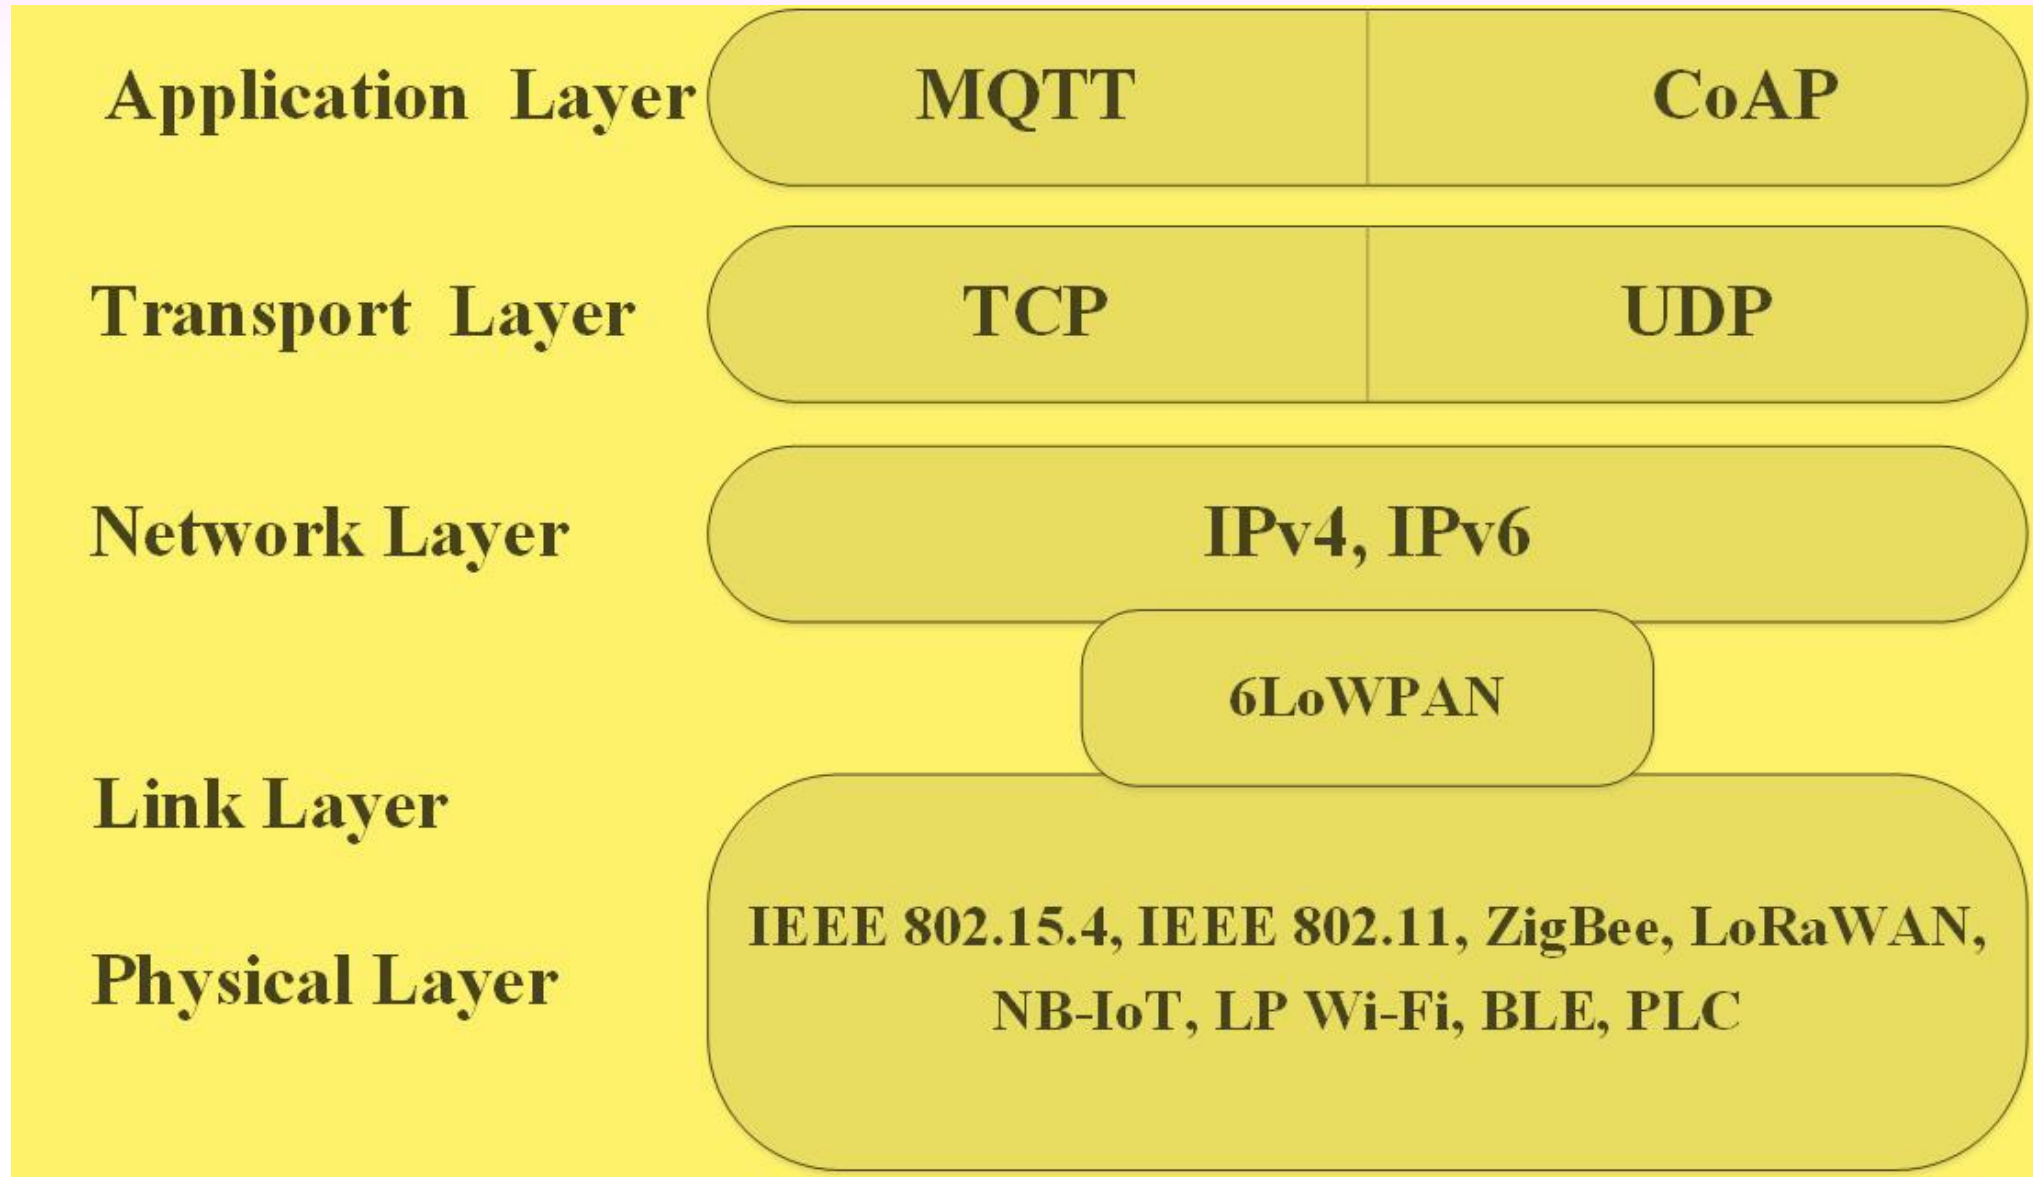 Application Layer MQTT CoAP
Transport Layer TCP UDP
Network Layer IPv4, IPv6
6LoWPAN
Link Layer
Physical Layer
IEEE 802.15.4, IEEE 802.11, ZigBee, LoRaWAN,
NB-IoT, LP Wi-Fi, BLE, PLC